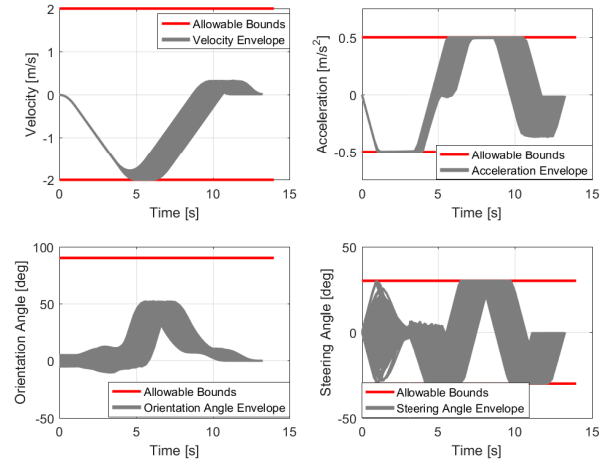 2
1
0
-1
-2
0
5
10
15
Velocity [m/s]
Time [s]
Allowable Bounds
Velocity Envelope
0.5
0
-0.5
0
5
10
15
Acceleration [m/s²]
Time [s]
Allowable Bounds
Acceleration Envelope
100
50
0
-50
0
5
10
15
Orientation Angle [deg]
Time [s]
Allowable Bounds
Orientation Angle Envelope
50
0
-50
0
5
10
15
Steering Angle [deg]
Time [s]
Allowable Bounds
Steering Angle Envelope